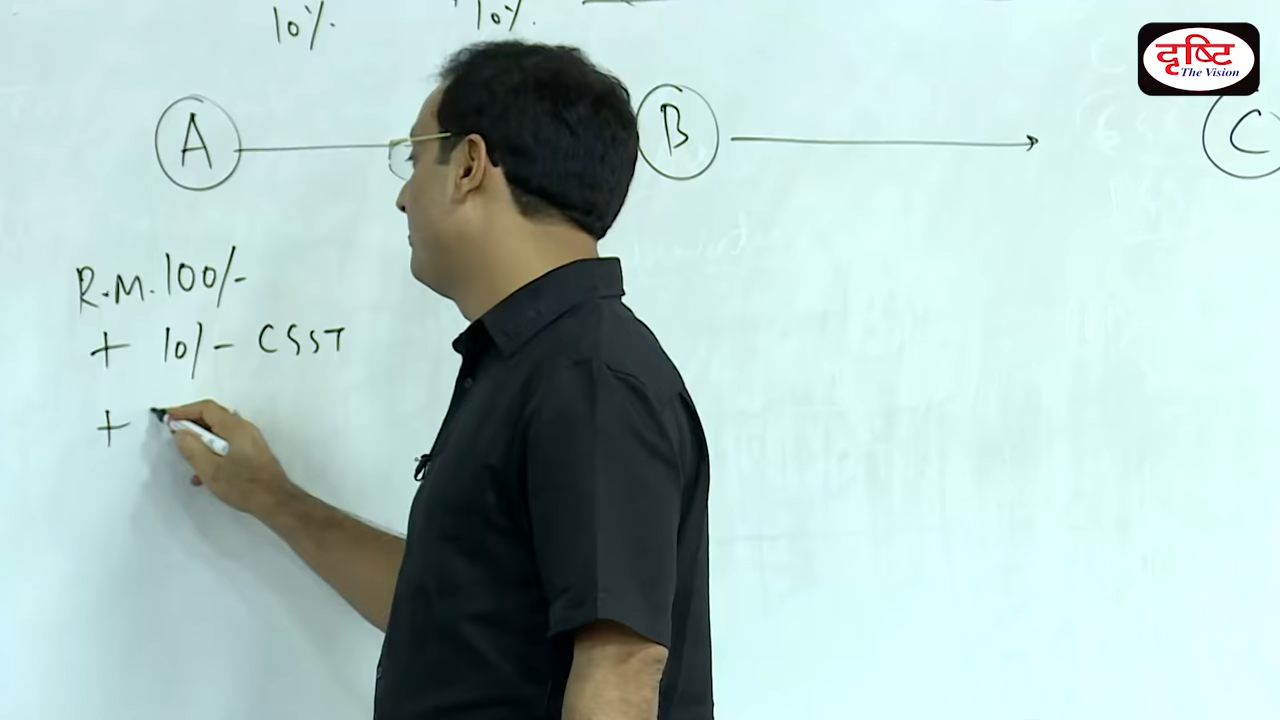 10%. 10%.
दृष्टि
The Vision
A B C
R.M. 100/-
+ 10/- CGST
+